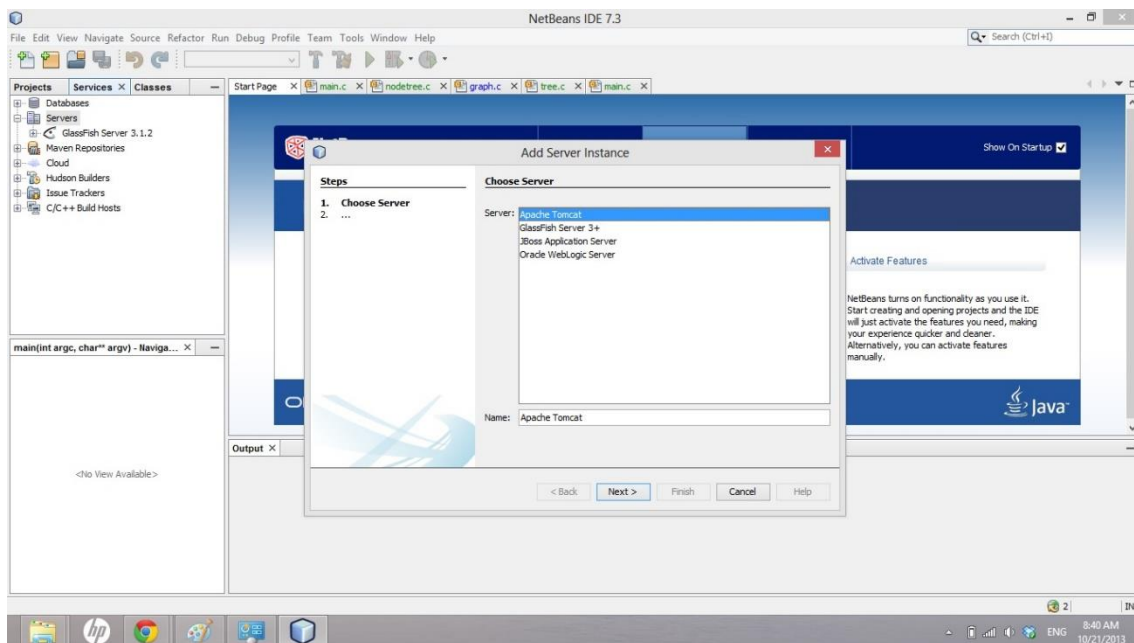 NetBeans IDE 7.3
File Edit View Navigate Source Refactor Run Debug Profile Team Tools Window Help
Search (Ctrl+I)
Projects Services Classes
Start Page main.c nodetree.c graph.c tree.c main.c
Databases
Servers
GlassFish Server 3.1.2
Maven Repositories
Cloud
Hudson Builders
Issue Trackers
C/C++ Build Hosts
Show On Startup
Add Server Instance
Steps
1. Choose Server
2. ...
Choose Server
Server:
Apache Tomcat
GlassFish Server 3+
JBoss Application Server
Oracle WebLogic Server
Name: Apache Tomcat
< Back Next > Finish Cancel Help
Activate Features
NetBeans turns on functionality as you use it.
Start creating and opening projects and the IDE
will just activate the features you need, making
your experience quicker and cleaner.
Alternatively, you can activate features
manually.
Java
main(int argc, char** argv) - Naviga...
<No View Available>
Output
2
IN
hp
ENG
8:40 AM
10/21/2013